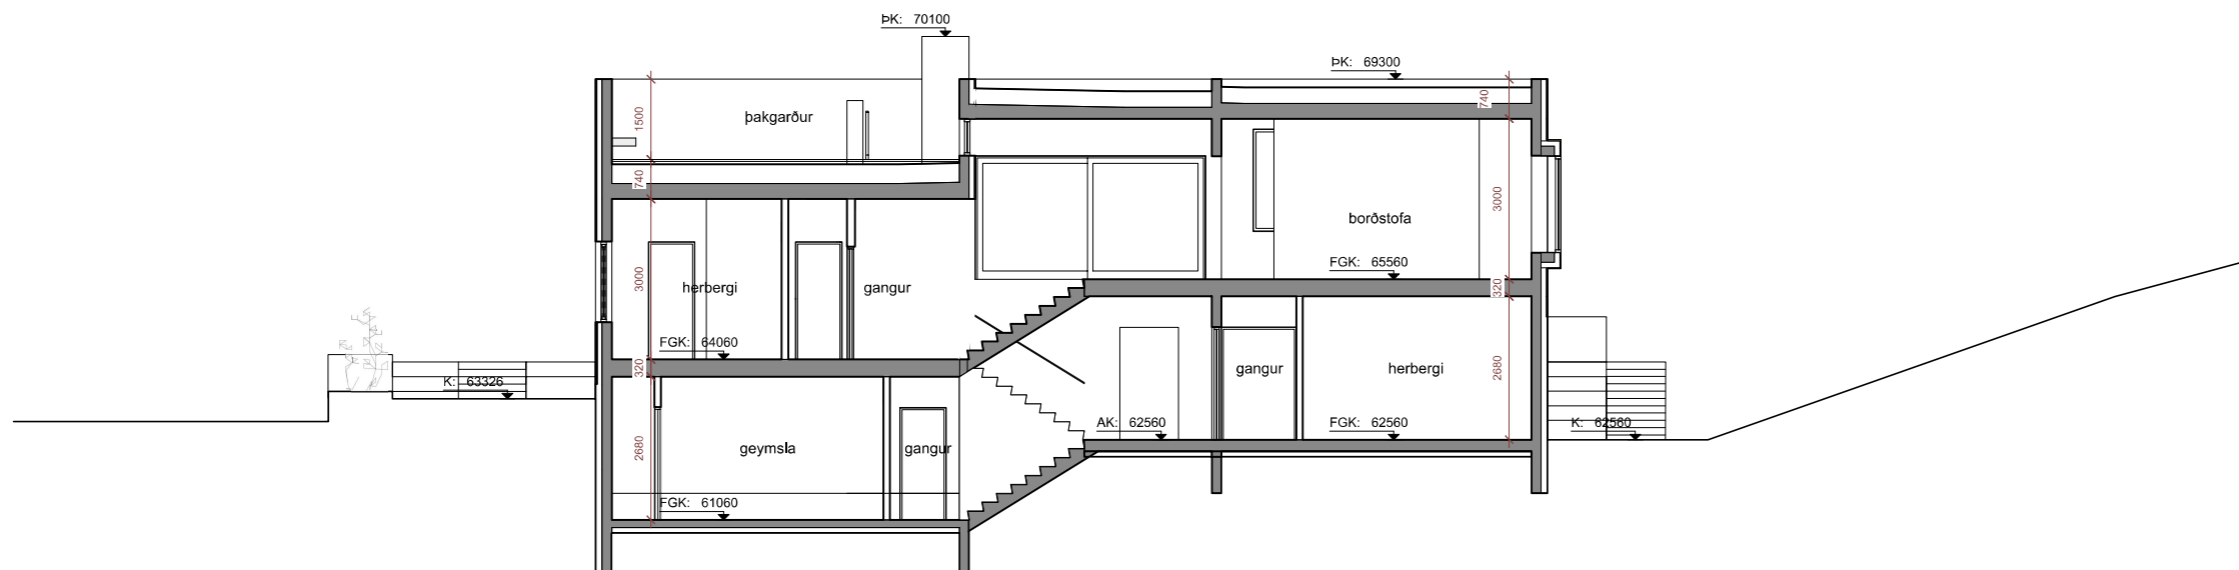 ÞK: 70100
ÞK: 69300
1500
þakgarður
740
740
3000
borðstofa
FGK: 65560
3000
herbergi
gangur
320
FGK: 64060
320
K: 63326
gangur
herbergi
2680
AK: 62560
FGK: 62560
K: 62560
2680
geymsla
gangur
FGK: 61060